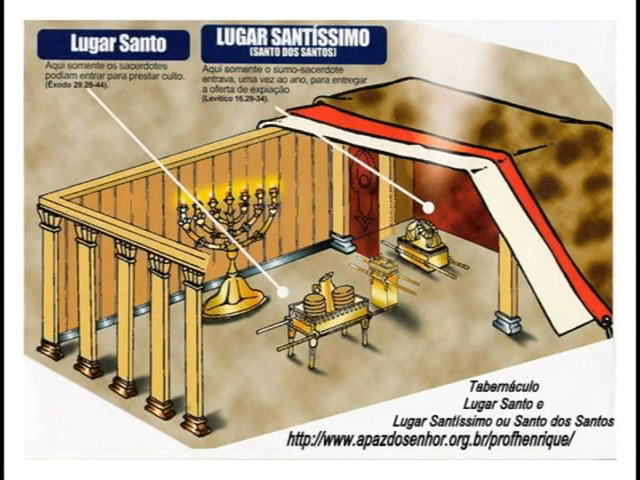 Lugar Santo
Aqui somente os sacerdotes
podiam entrar para prestar culto.
(Êxodo 29.28-44).
LUGAR SANTÍSSIMO
(SANTO DOS SANTOS)
Aqui somente o sumo-sacerdote
entrava, uma vez ao ano, para entregar
a oferta de expiação
(Levítico 16.29-34).
Tabernáculo
Lugar Santo e
Lugar Santíssimo ou Santo dos Santos
http://www.apazdosenhor.org.br/profhenrique/